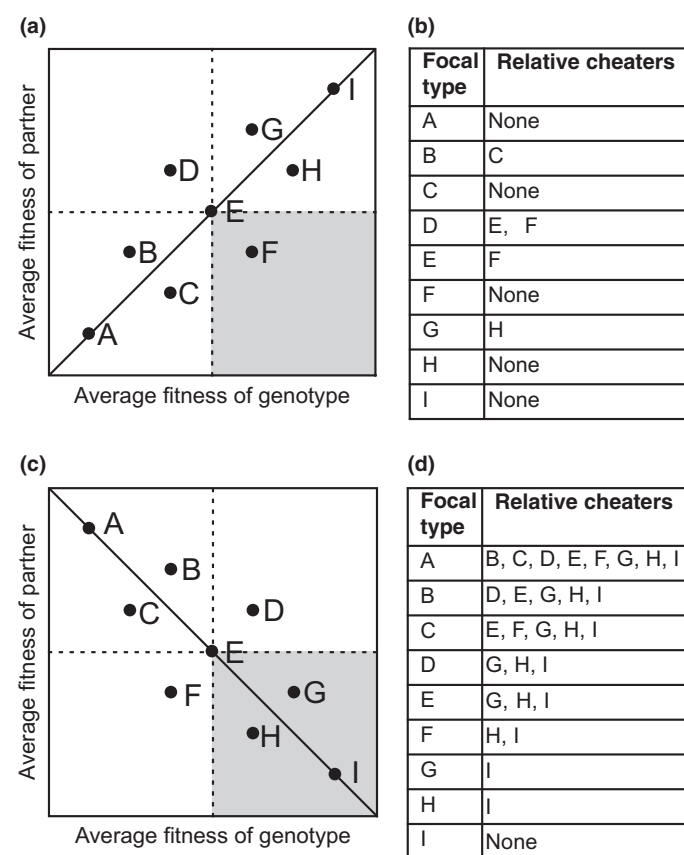 (a)
Average fitness of partner
A
B
C
D
E
F
G
H
I
Average fitness of genotype
(b)
Focal type Relative cheaters
A None
B C
C None
D E, F
E F
F None
G H
H None
I None
(c)
Average fitness of partner
A
B
C
D
E
F
G
H
I
Average fitness of genotype
(d)
Focal type Relative cheaters
A B, C, D, E, F, G, H, I
B D, E, G, H, I
C E, F, G, H, I
D G, H, I
E G, H, I
F H, I
G I
H I
I None